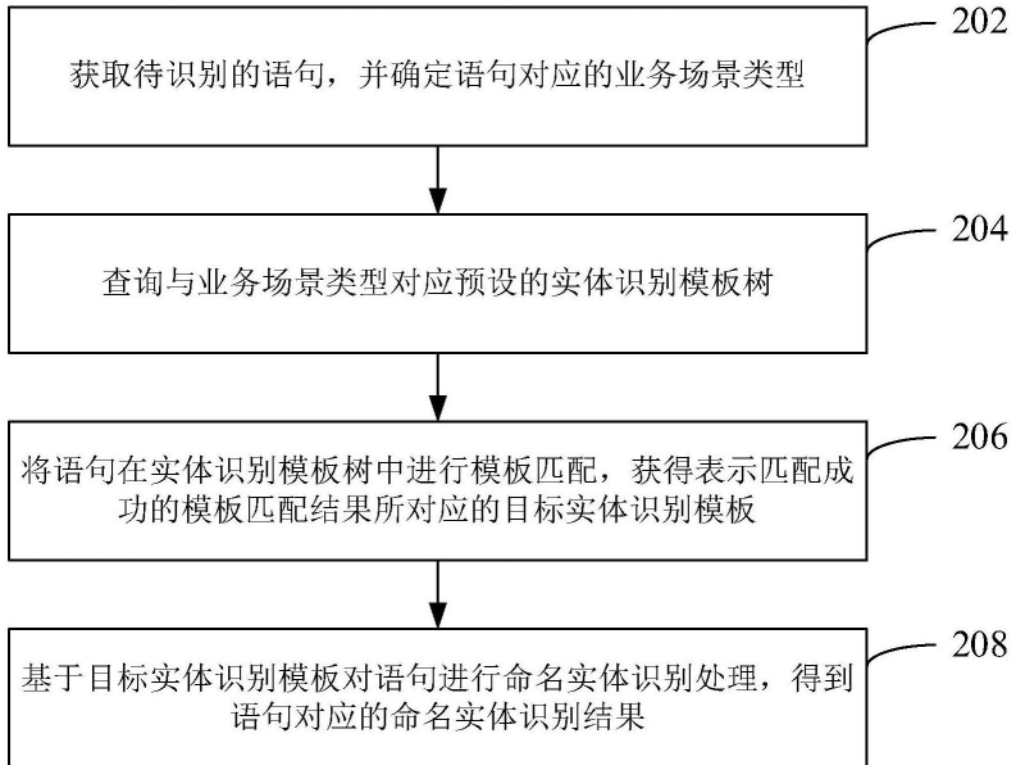 202
获取待识别的语句，并确定语句对应的业务场景类型
204
查询与业务场景类型对应预设的实体识别模板树
206
将语句在实体识别模板树中进行模板匹配，获得表示匹配成
功的模板匹配结果所对应的目标实体识别模板
208
基于目标实体识别模板对语句进行命名实体识别处理，得到
语句对应的命名实体识别结果